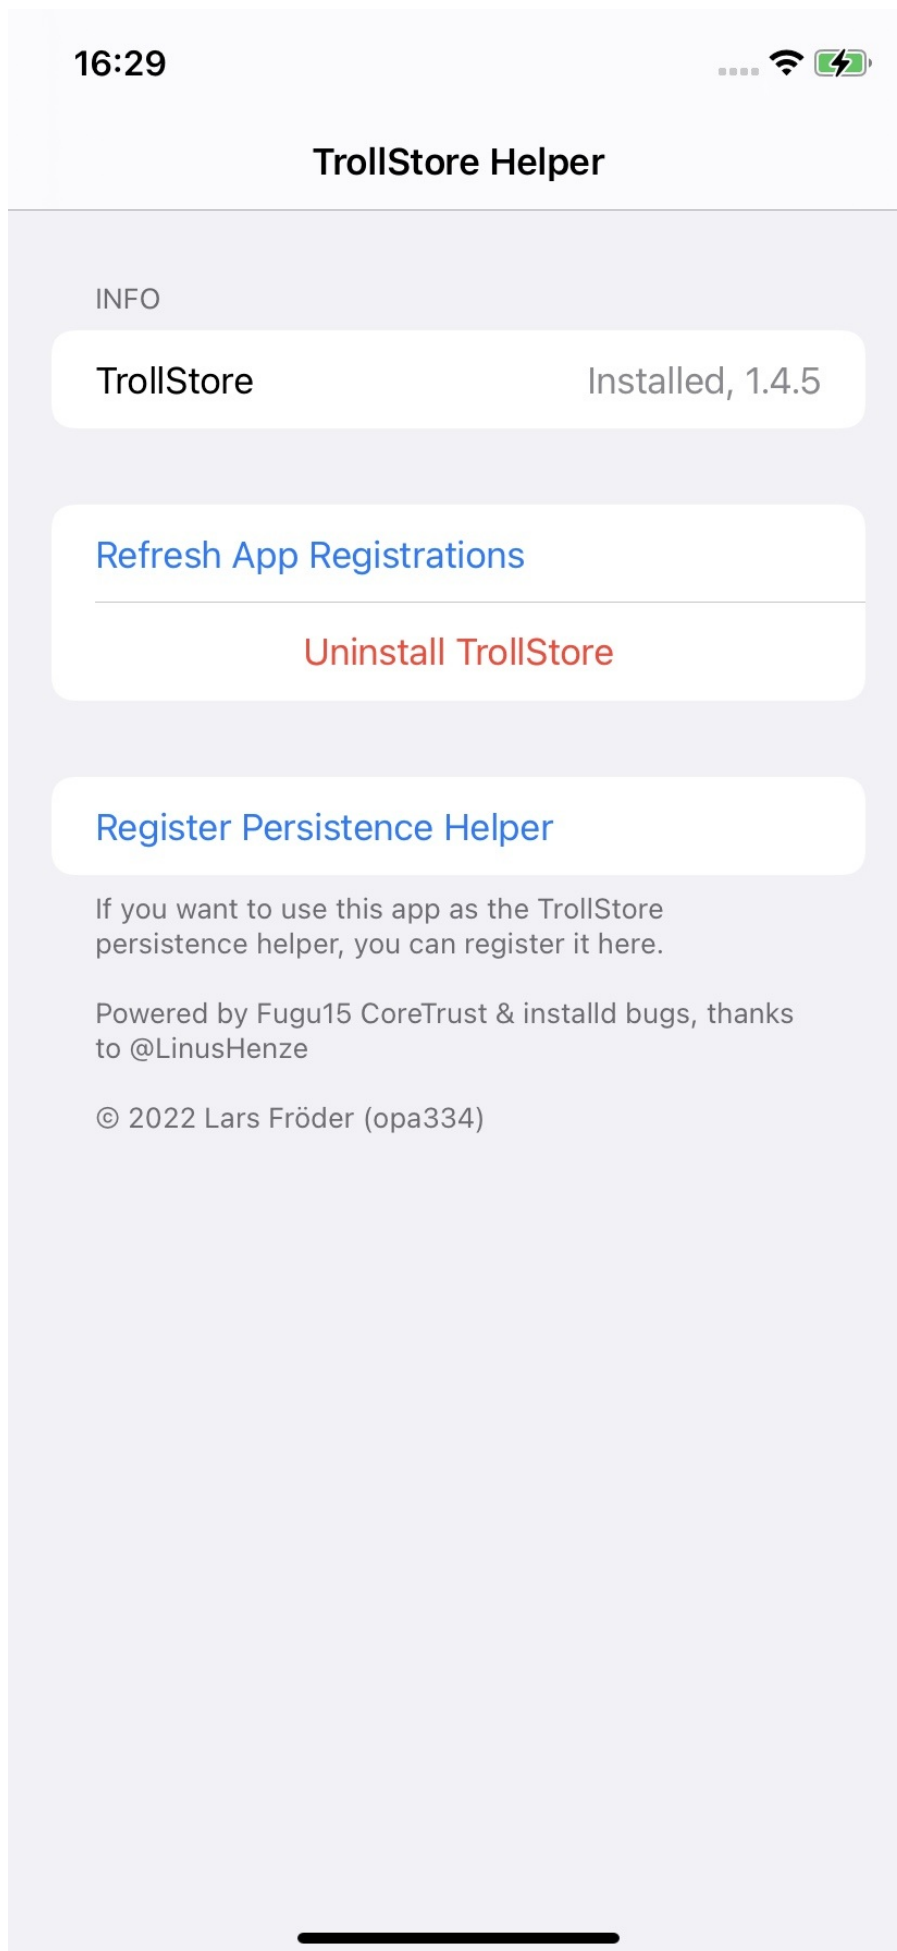 16:29
TrollStore Helper
INFO
TrollStore Installed, 1.4.5
Refresh App Registrations
Uninstall TrollStore
Register Persistence Helper
If you want to use this app as the TrollStore
persistence helper, you can register it here.
Powered by Fugu15 CoreTrust & installd bugs, thanks
to @LinusHenze
© 2022 Lars Fröder (opa334)